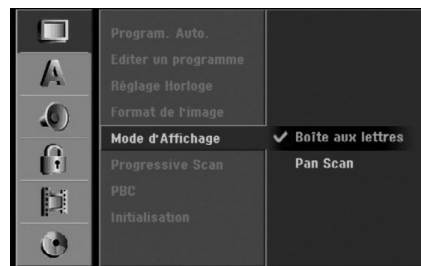 Program. Auto.
Editer un programme
Règlage Horloge
Format de l'image
Mode d'Affichage
✔ Boîte aux lettres
Progressive Scan
Pan Scan
PBC
Initialisation
A